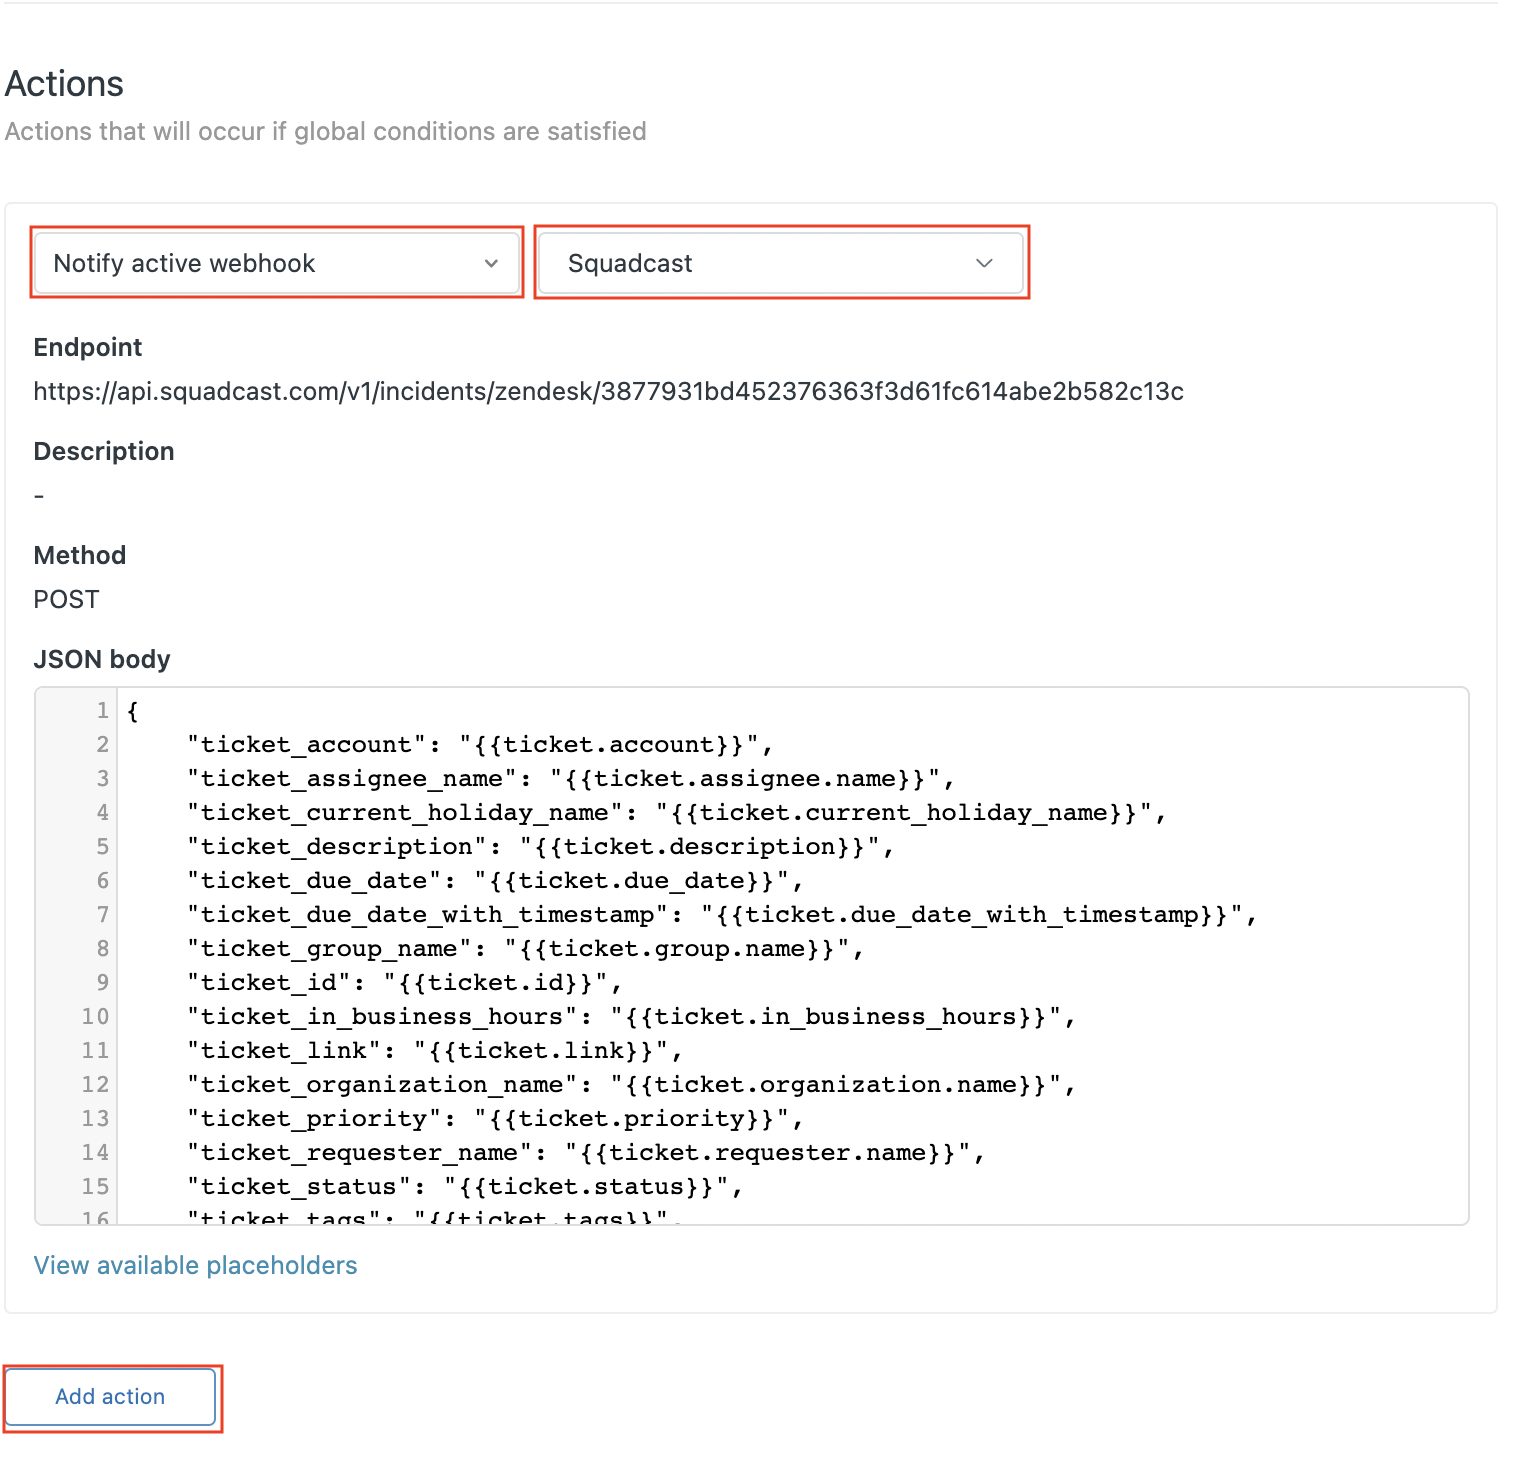 Actions
Actions that will occur if global conditions are satisfied
Notify active webhook
Squadcast
Endpoint
https://api.squadcast.com/v1/incidents/zendesk/3877931bd452376363f3d61fc614abe2b582c13c
Description
-
Method
POST
JSON body
1 {
2 "ticket_account": "{{ticket.account}}",
3 "ticket_assignee_name": "{{ticket.assignee.name}}",
4 "ticket_current_holiday_name": "{{ticket.current_holiday_name}}",
5 "ticket_description": "{{ticket.description}}",
6 "ticket_due_date": "{{ticket.due_date}}",
7 "ticket_due_date_with_timestamp": "{{ticket.due_date_with_timestamp}}",
8 "ticket_group_name": "{{ticket.group.name}}",
9 "ticket_id": "{{ticket.id}}",
10 "ticket_in_business_hours": "{{ticket.in_business_hours}}",
11 "ticket_link": "{{ticket.link}}",
12 "ticket_organization_name": "{{ticket.organization.name}}",
13 "ticket_priority": "{{ticket.priority}}",
14 "ticket_requester_name": "{{ticket.requester.name}}",
15 "ticket_status": "{{ticket.status}}",
16 "ticket_tags": "{{ticket.tags}}",
View available placeholders
Add action